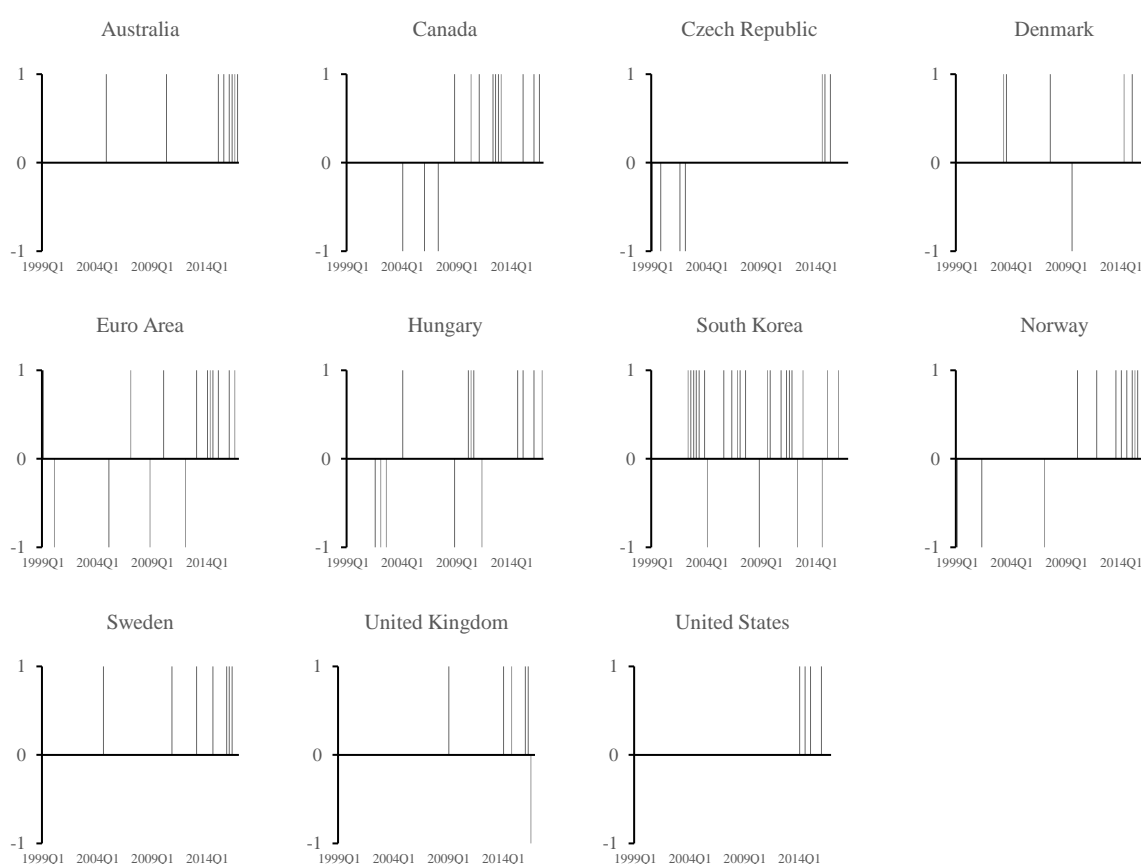 Australia Canada Czech Republic Denmark
1 1 1 1
0 0 0 0
-1 -1 -1 -1
1999Q1 2004Q1 2009Q1 2014Q1 1999Q1 2004Q1 2009Q1 2014Q1 1999Q1 2004Q1 2009Q1 2014Q1 1999Q1 2004Q1 2009Q1 2014Q1
Euro Area Hungary South Korea Norway
1 1 1 1
0 0 0 0
-1 -1 -1 -1
1999Q1 2004Q1 2009Q1 2014Q1 1999Q1 2004Q1 2009Q1 2014Q1 1999Q1 2004Q1 2009Q1 2014Q1 1999Q1 2004Q1 2009Q1 2014Q1
Sweden United Kingdom United States
1 1 1
0 0 0
-1 -1 -1
1999Q1 2004Q1 2009Q1 2014Q1 1999Q1 2004Q1 2009Q1 2014Q1 1999Q1 2004Q1 2009Q1 2014Q1